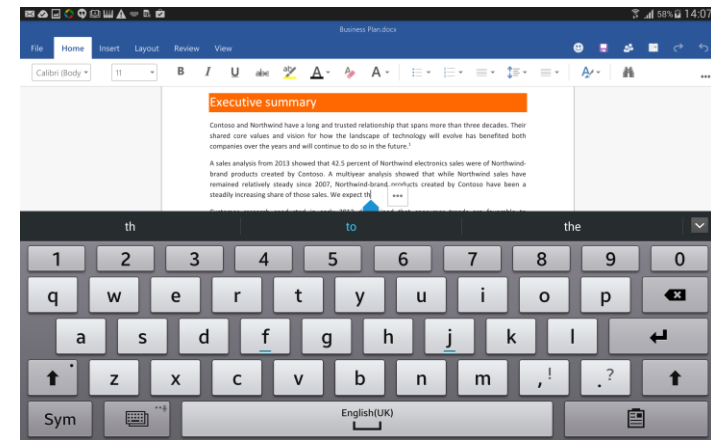 58% 14:07
Business Plan.docx
File Home Insert Layout Review View
Calibri (Body 11 B I U abc aby A A
Executive summary
Contoso and Northwind have a long and trusted relationship that spans more than three decades. Their
shared core values and vision for how the landscape of technology will evolve has benefited both
companies over the years and will continue to do so in the future.¹
A sales analysis from 2013 showed that 42.5 percent of Northwind electronics sales were of Northwind-
brand products created by Contoso. A multiyear analysis showed that while Northwind sales have
remained relatively steady since 2007, Northwind-brand products created by Contoso have been a
steadily increasing share of those sales. We expect th
th to the
1 2 3 4 5 6 7 8 9 0
q w e r t y u i o p
a s d f g h j k l
z x c v b n m ,! .?
Sym English(UK)